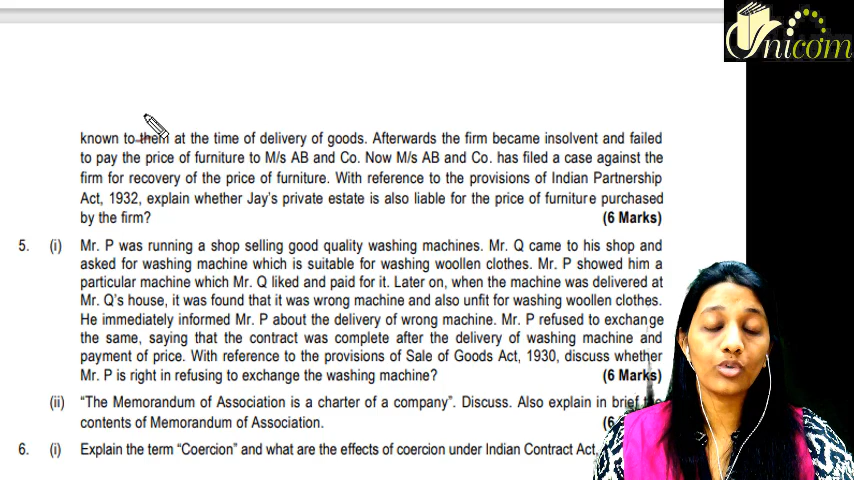 Unicom
known to them at the time of delivery of goods. Afterwards the firm became insolvent and failed
to pay the price of furniture to M/s AB and Co. Now M/s AB and Co. has filed a case against the
firm for recovery of the price of furniture. With reference to the provisions of Indian Partnership
Act, 1932, explain whether Jay's private estate is also liable for the price of furniture purchased
by the firm? (6 Marks)
5. (i) Mr. P was running a shop selling good quality washing machines. Mr. Q came to his shop and
asked for washing machine which is suitable for washing woollen clothes. Mr. P showed him a
particular machine which Mr. Q liked and paid for it. Later on, when the machine was delivered at
Mr. Q's house, it was found that it was wrong machine and also unfit for washing woollen clothes.
He immediately informed Mr. P about the delivery of wrong machine. Mr. P refused to exchange
the same, saying that the contract was complete after the delivery of washing machine and
payment of price. With reference to the provisions of Sale of Goods Act, 1930, discuss whether
Mr. P is right in refusing to exchange the washing machine? (6 Marks)
(ii) “The Memorandum of Association is a charter of a company”. Discuss. Also explain in brief the
contents of Memorandum of Association. (6
6. (i) Explain the term “Coercion” and what are the effects of coercion under Indian Contract Act,